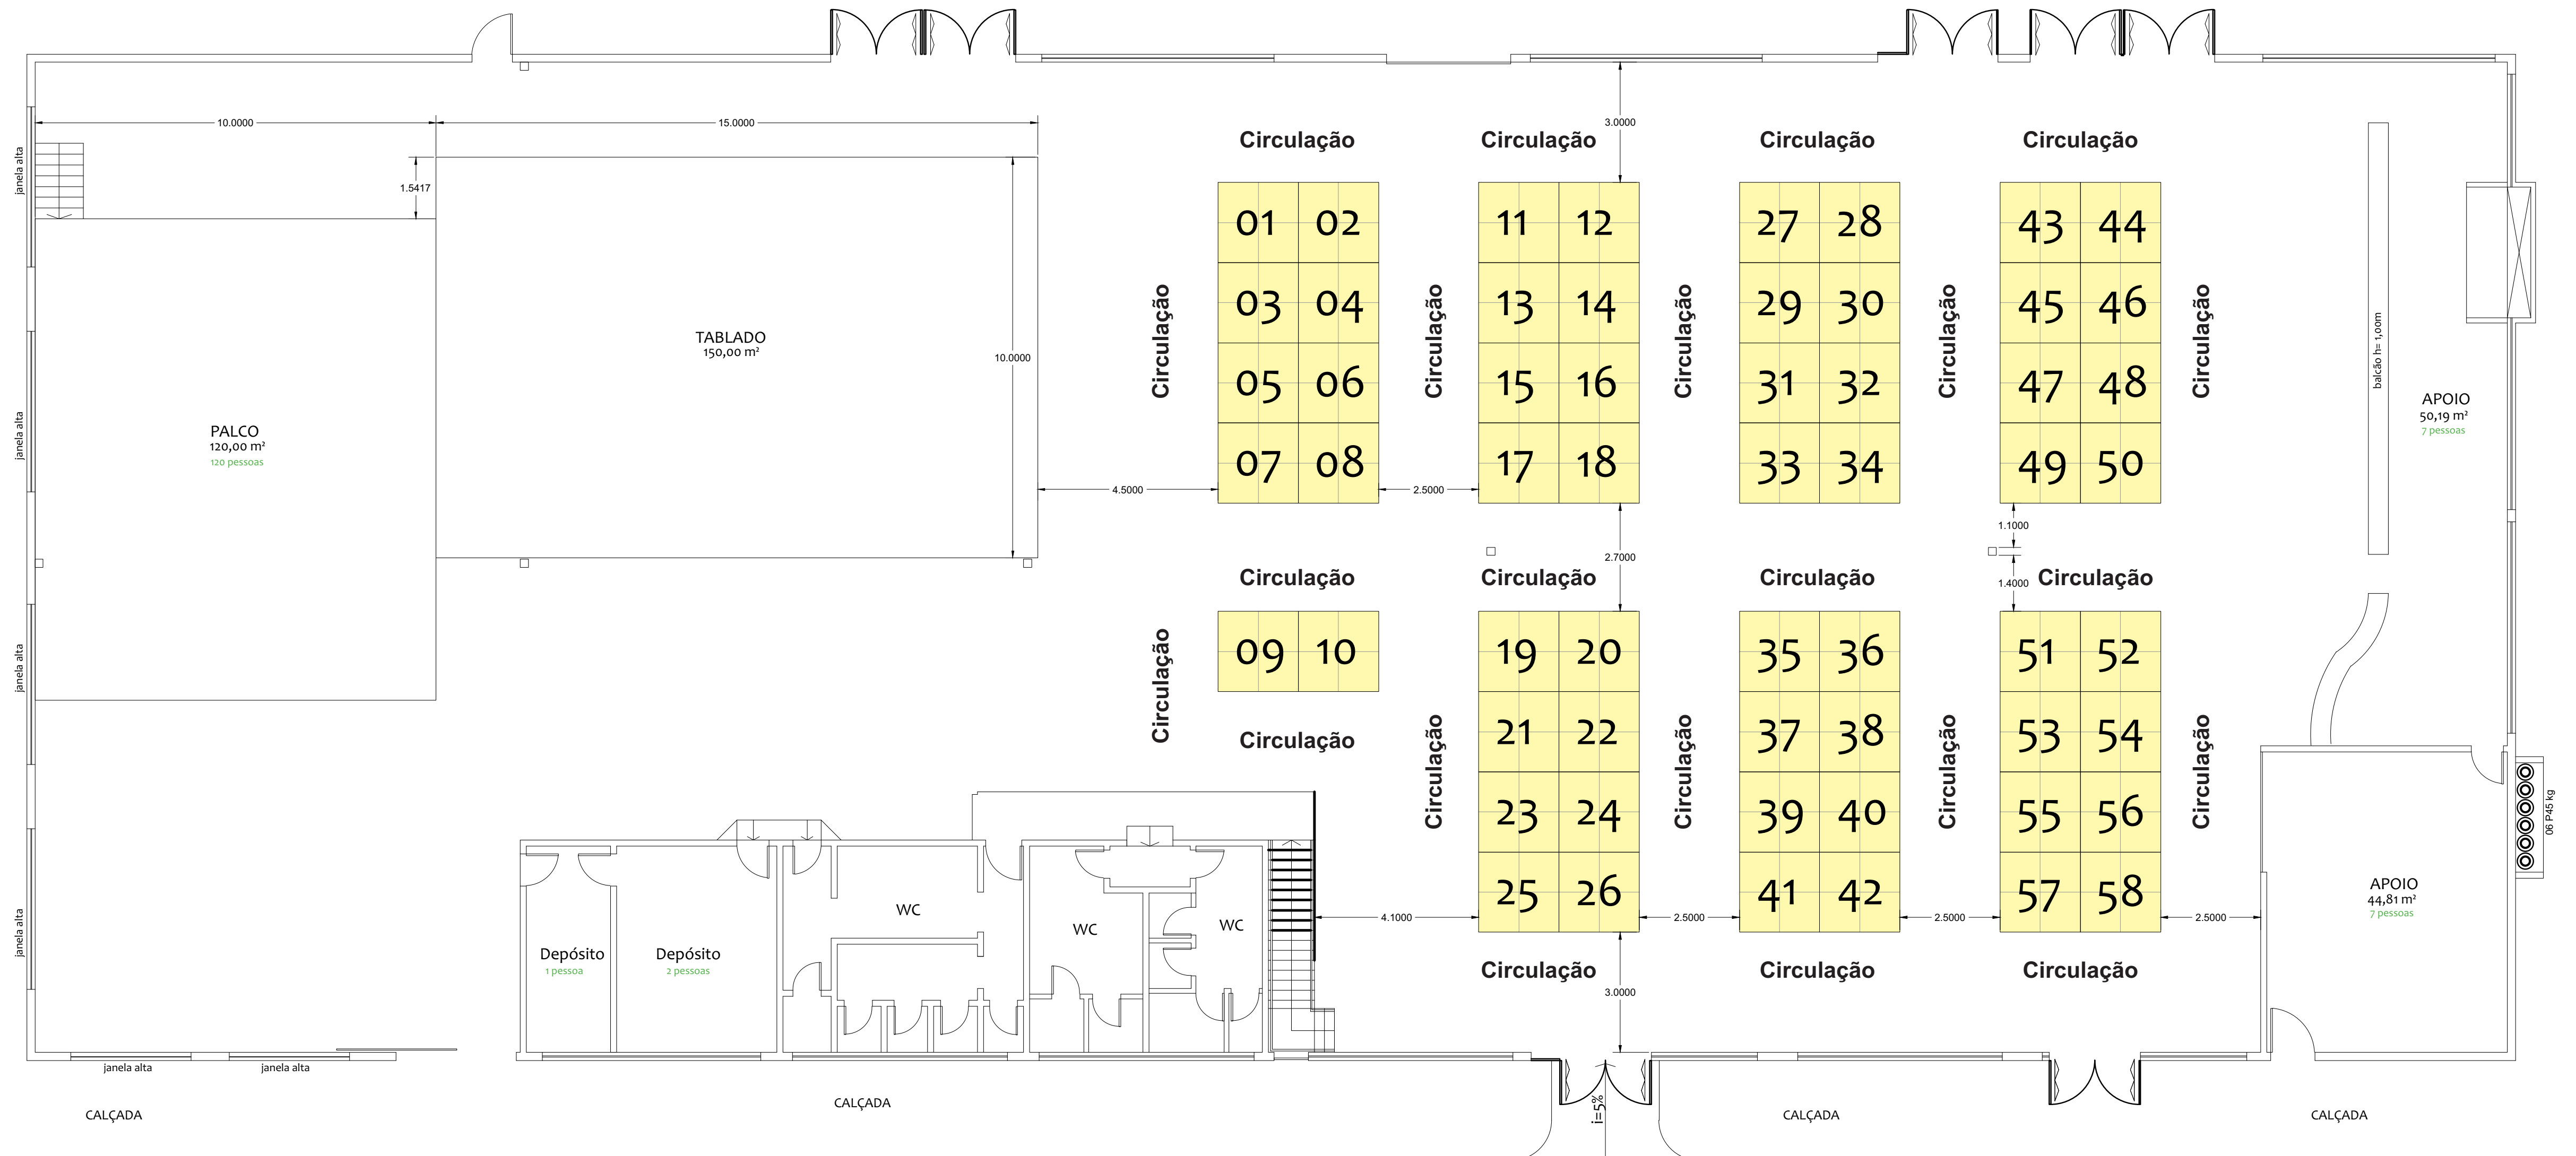 10.0000
15.0000
3.0000
Circulação
Circulação
Circulação
Circulação
janela alta
1.5417
01 02
11 12
27 28
43 44
03 04
13 14
29 30
45 46
05 06
15 16
31 32
47 48
07 08
17 18
33 34
49 50
Circulação
Circulação
Circulação
Circulação
Circulação
TABLADO
150,00 m²
10.0000
balcão h= 1,00m
APOIO
50,19 m²
7 pessoas
PALCO
120,00 m²
120 pessoas
janela alta
4.5000
2.5000
1.1000
2.7000
1.4000
Circulação
Circulação
Circulação
Circulação
janela alta
09 10
19 20
35 36
51 52
21 22
37 38
53 54
23 24
39 40
55 56
25 26
41 42
57 58
Circulação
Circulação
Circulação
Circulação
Circulação
Circulação
06 P45 kg
APOIO
44,81 m²
7 pessoas
janela alta
WC
WC
WC
4.1000
2.5000
2.5000
2.5000
Depósito
1 pessoa
Depósito
2 pessoas
Circulação
Circulação
Circulação
3.0000
janela alta
janela alta
i=5%
CALÇADA
CALÇADA
CALÇADA
CALÇADA